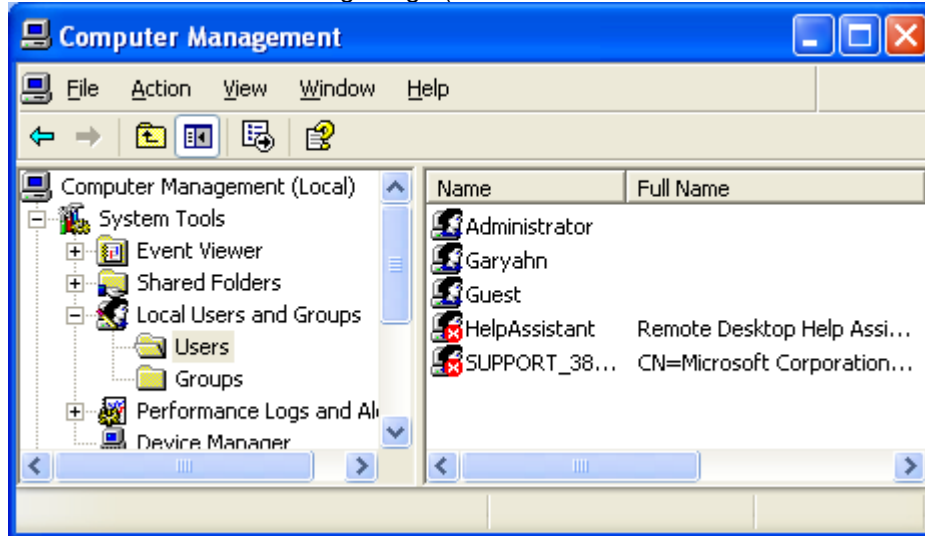 Computer Management
File Action View Window Help
Computer Management (Local)
System Tools
Event Viewer
Shared Folders
Local Users and Groups
Users
Groups
Performance Logs and Al
Device Manager
Name Full Name
Administrator
Garyahn
Guest
HelpAssistant Remote Desktop Help Assi...
SUPPORT_38... CN=Microsoft Corporation...